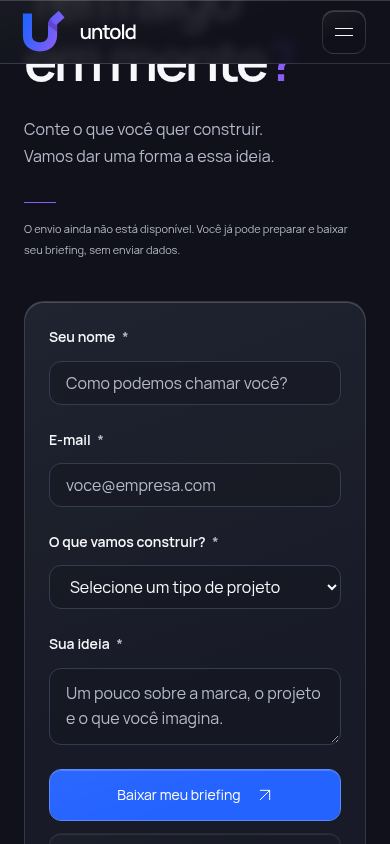 untold
em mente?
Conte o que você quer construir.
Vamos dar uma forma a essa ideia.
O envio ainda não está disponível. Você já pode preparar e baixar
seu briefing, sem enviar dados.
Seu nome *
Como podemos chamar você?
E-mail *
voce@empresa.com
O que vamos construir? *
Selecione um tipo de projeto
Sua ideia *
Um pouco sobre a marca, o projeto
e o que você imagina.
Baixar meu briefing